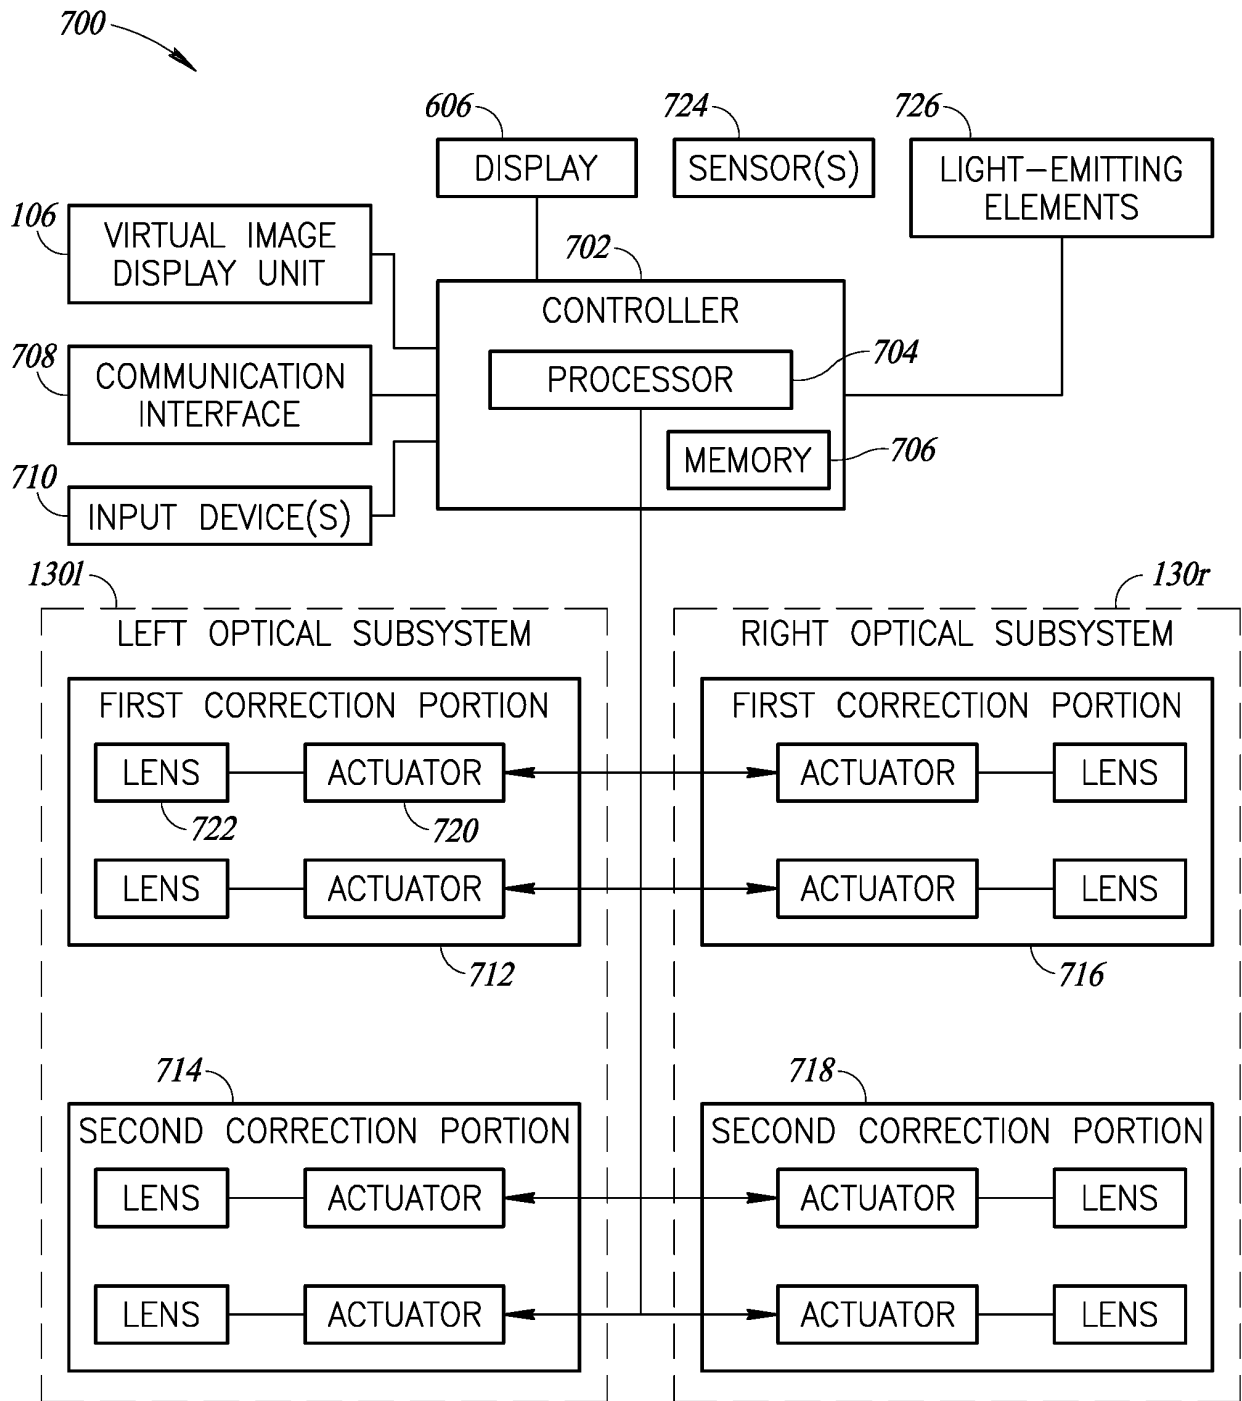 700
606
724
726
DISPLAY
SENSOR(S)
LIGHT-EMITTING
ELEMENTS
106
VIRTUAL IMAGE
DISPLAY UNIT
702
CONTROLLER
708
COMMUNICATION
INTERFACE
PROCESSOR
704
MEMORY
706
710
INPUT DEVICE(S)
130l
130r
LEFT OPTICAL SUBSYSTEM
RIGHT OPTICAL SUBSYSTEM
FIRST CORRECTION PORTION
FIRST CORRECTION PORTION
LENS
ACTUATOR
ACTUATOR
LENS
722
720
LENS
ACTUATOR
ACTUATOR
LENS
712
716
714
718
SECOND CORRECTION PORTION
SECOND CORRECTION PORTION
LENS
ACTUATOR
ACTUATOR
LENS
LENS
ACTUATOR
ACTUATOR
LENS